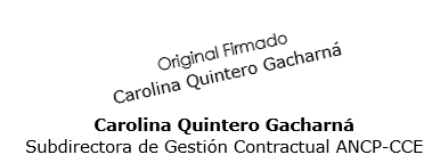 Original Firmado
Carolina Quintero Gacharná
Carolina Quintero Gacharná
Subdirectora de Gestión Contractual ANCP-CCE